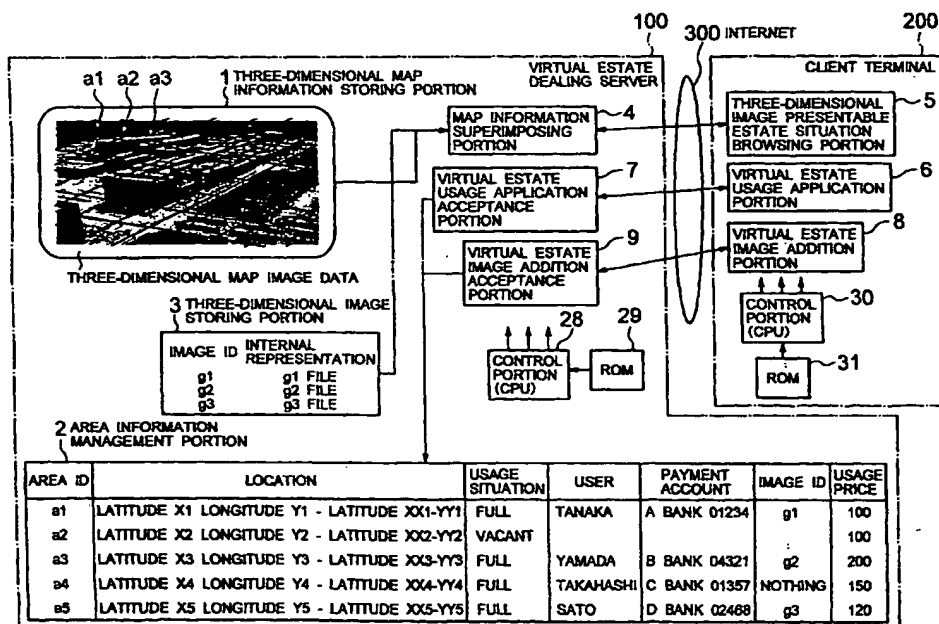 100
200
300 INTERNET
VIRTUAL ESTATE
DEALING SERVER
CLIENT TERMINAL
a1 a2 a3
1 THREE-DIMENSIONAL MAP
INFORMATION STORING PORTION
THREE-DIMENSIONAL MAP IMAGE DATA
4
MAP INFORMATION
SUPERIMPOSING
PORTION
5
THREE-DIMENSIONAL
IMAGE PRESENTABLE
ESTATE SITUATION
BROWSING PORTION
7
VIRTUAL ESTATE
USAGE APPLICATION
ACCEPTANCE
PORTION
6
VIRTUAL ESTATE
USAGE APPLICATION
PORTION
9
VIRTUAL ESTATE
IMAGE ADDITION
ACCEPTANCE
PORTION
8
VIRTUAL ESTATE
IMAGE ADDITION
PORTION
3 THREE-DIMENSIONAL IMAGE
STORING PORTION
IMAGE ID INTERNAL
REPRESENTATION
g1 g1 FILE
g2 g2 FILE
g3 g3 FILE
28
CONTROL
PORTION
(CPU)
29
ROM
30
CONTROL
PORTION
(CPU)
31
ROM
2 AREA INFORMATION
MANAGEMENT PORTION
AREA ID LOCATION USAGE SITUATION USER PAYMENT ACCOUNT IMAGE ID USAGE PRICE
a1 LATITUDE X1 LONGITUDE Y1 - LATITUDE XX1-YY1 FULL TANAKA A BANK 01234 g1 100
a2 LATITUDE X2 LONGITUDE Y2 - LATITUDE XX2-YY2 VACANT 100
a3 LATITUDE X3 LONGITUDE Y3 - LATITUDE XX3-YY3 FULL YAMADA B BANK 04321 g2 200
a4 LATITUDE X4 LONGITUDE Y4 - LATITUDE XX4-YY4 FULL TAKAHASHI C BANK 01357 NOTHING 150
a5 LATITUDE X5 LONGITUDE Y5 - LATITUDE XX5-YY5 FULL SATO D BANK 02468 g3 120